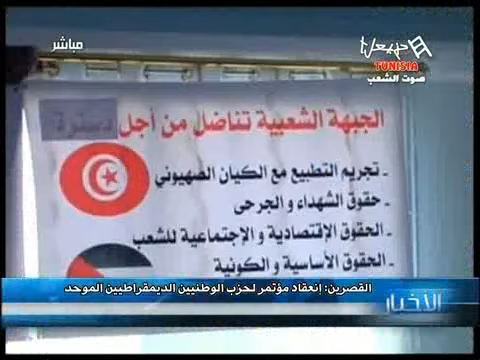 مباشر
TUNISIA
صوت الشعب
الجبهة الشعبية تناضل من أجل دسترة
- تجريم التطبيع مع الكيان الصهيوني
- حقوق الشهداء و الجرحى
- الحقوق الإقتصادية و الإجتماعية للشعب
- الحقوق الأساسية و الكونية
القصرين: إنعقاد مؤتمر لحزب الوطنيين الديمقراطيين الموحد
الأخبار